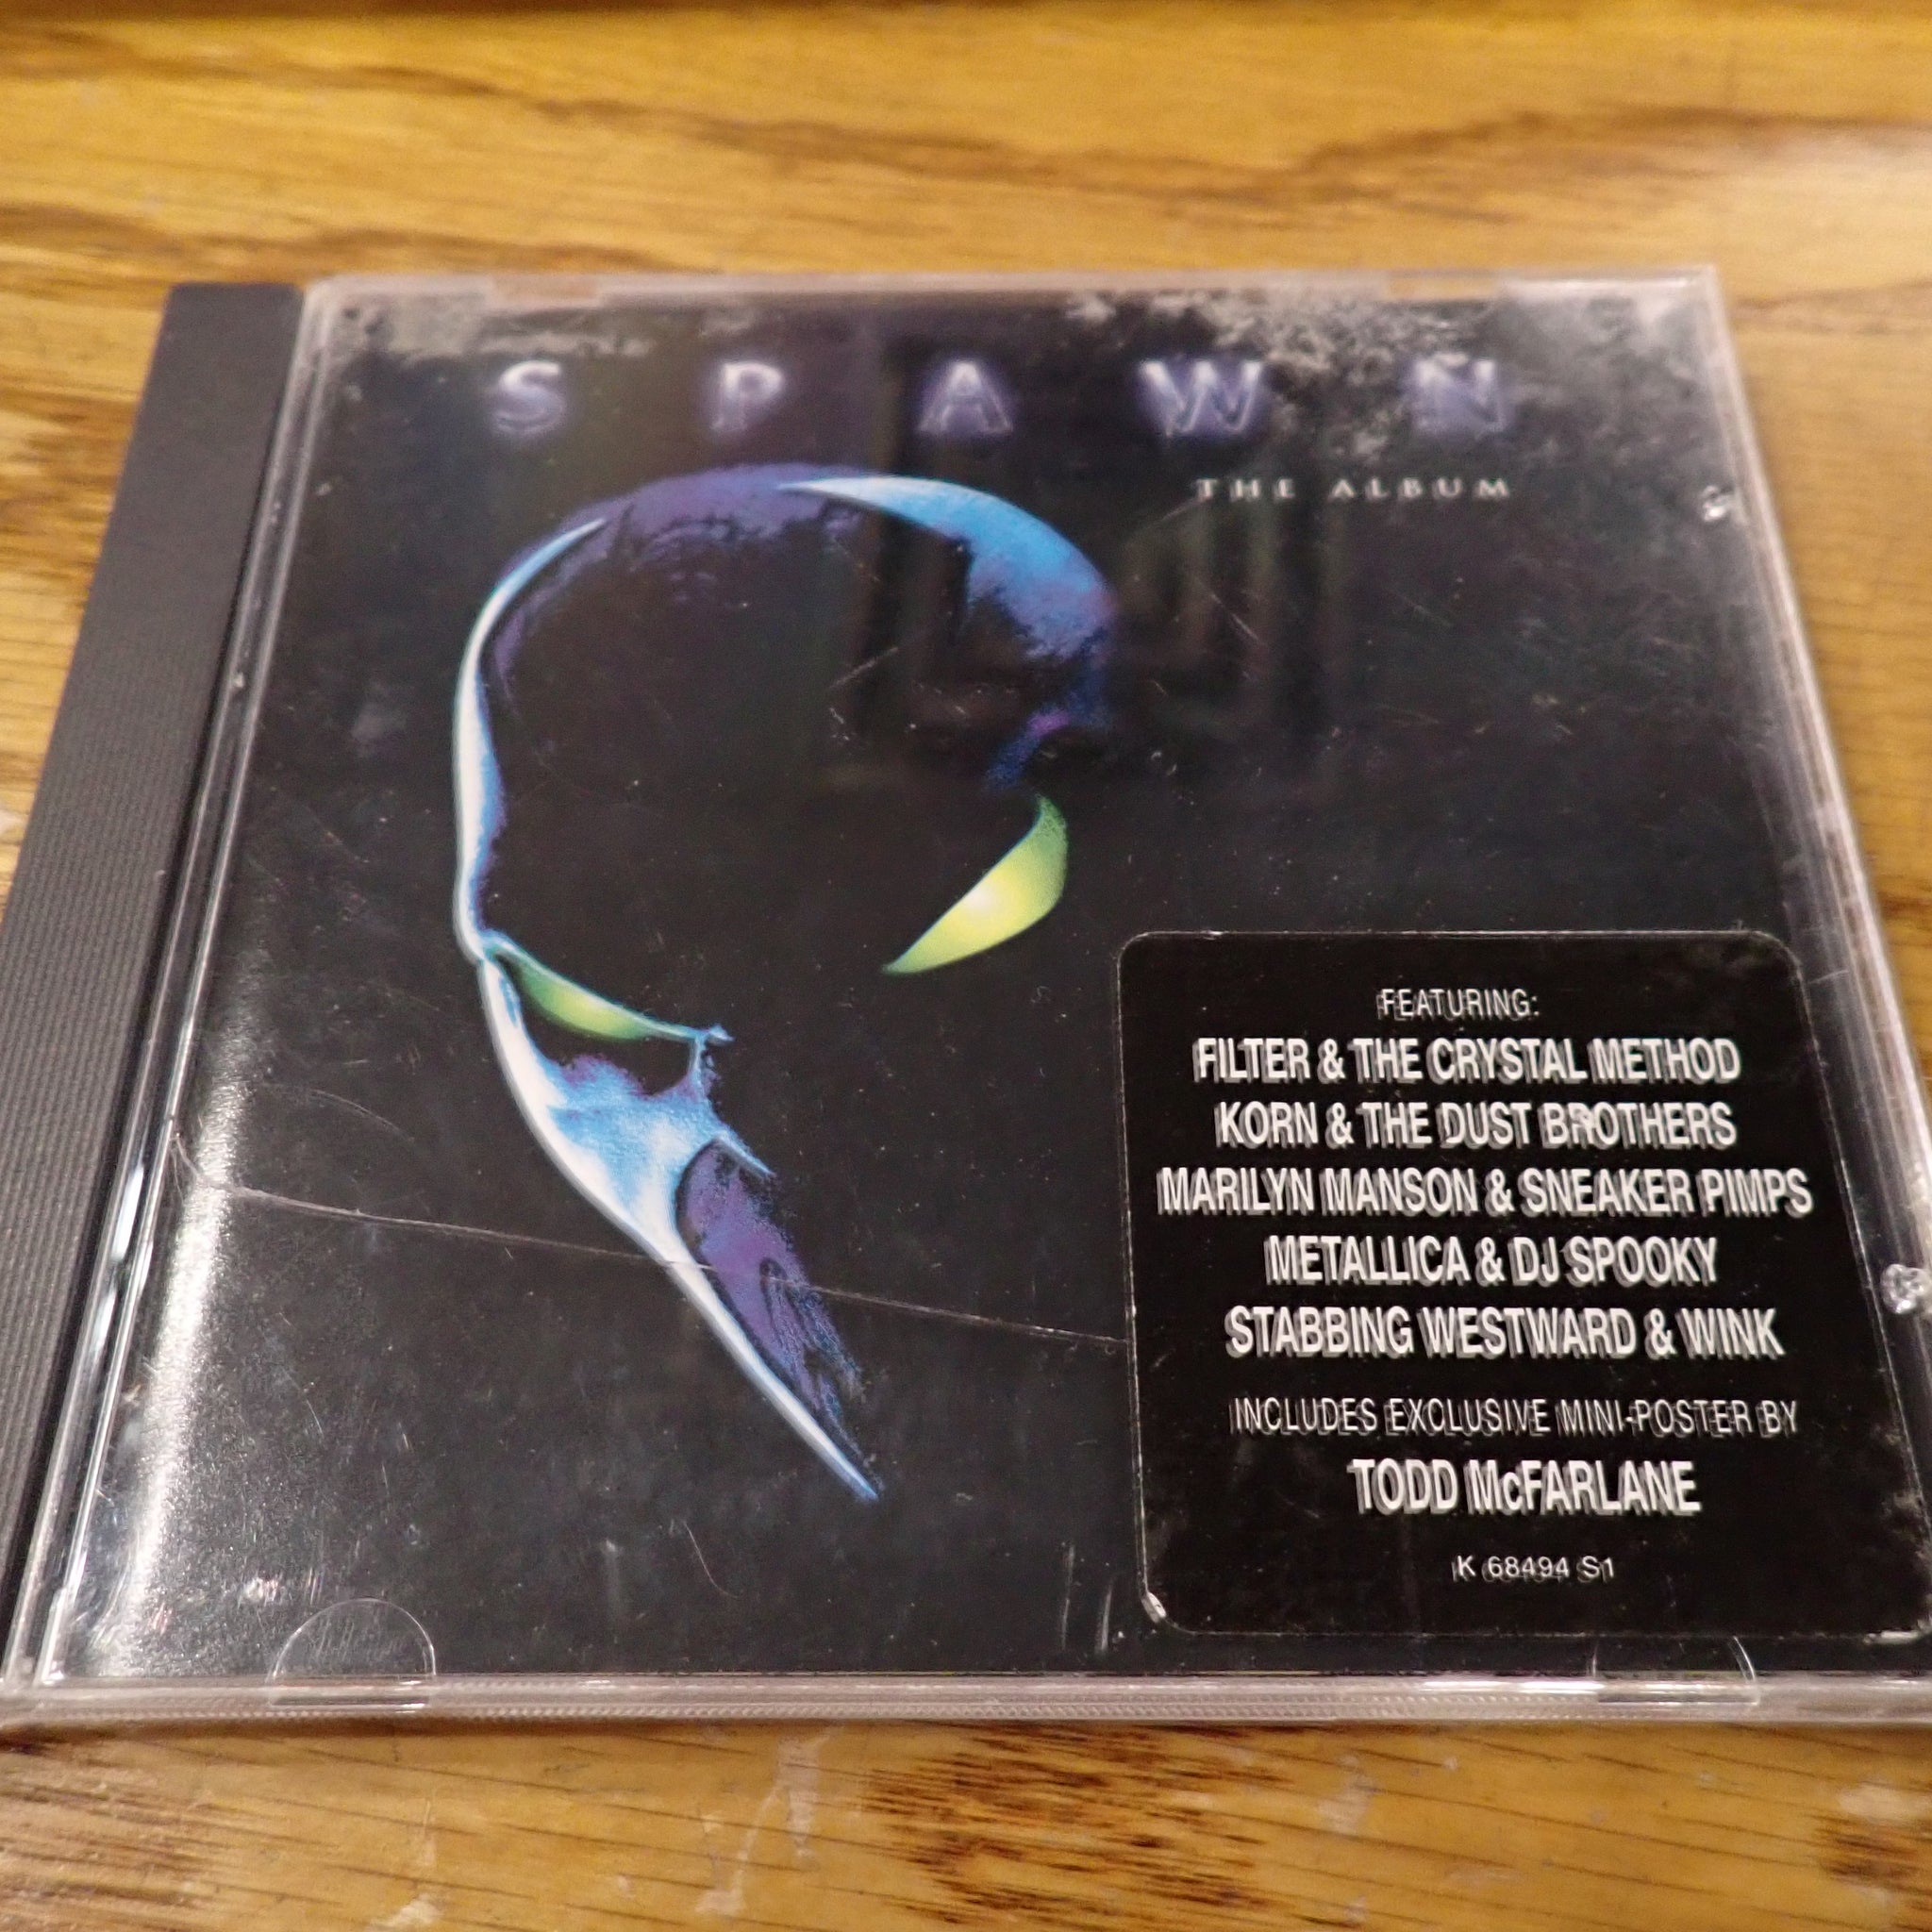 SPAWN
THE ALBUM
FEATURING:
FILTER & THE CRYSTAL METHOD
KORN & THE DUST BROTHERS
MARILYN MANSON & SNEAKER PIMPS
METALLICA & DJ SPOOKY
STABBING WESTWARD & WINK
INCLUDES EXCLUSIVE MINI-POSTER BY
TODD McFARLANE
K 68494 S1